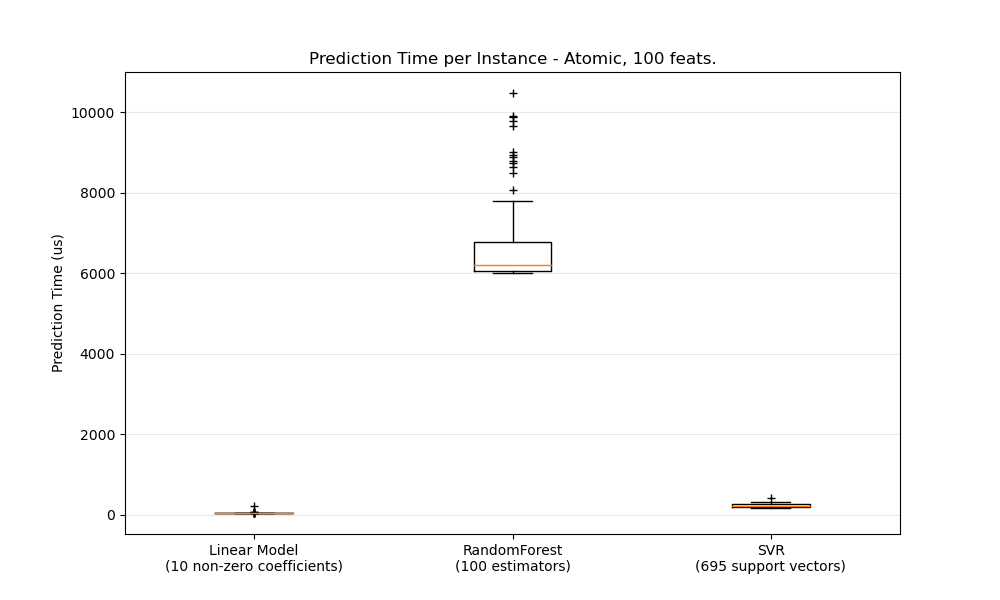 Prediction Time per Instance - Atomic, 100 feats.
Prediction Time (us)
10000
8000
6000
4000
2000
0
Linear Model
(10 non-zero coefficients)
RandomForest
(100 estimators)
SVR
(695 support vectors)